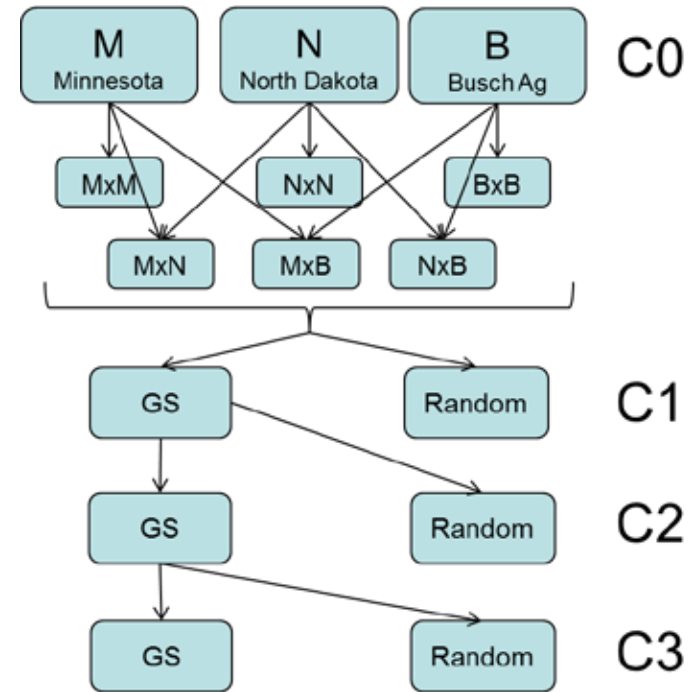 M
Minnesota
N
North Dakota
B
Busch Ag
C0
MxM
NxN
BxB
MxN
MxB
NxB
GS
Random
C1
GS
Random
C2
GS
Random
C3